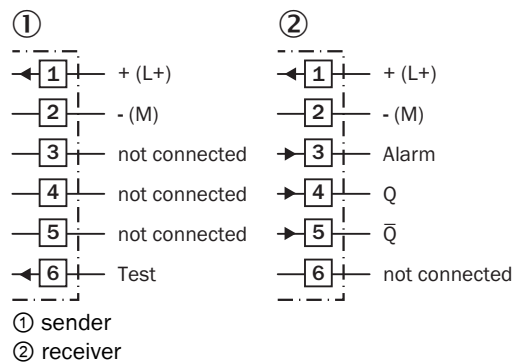 ①
1 + (L+)
2 - (M)
3 not connected
4 not connected
5 not connected
6 Test
②
1 + (L+)
2 - (M)
3 Alarm
4 Q
5 Q̅
6 not connected
① sender
② receiver